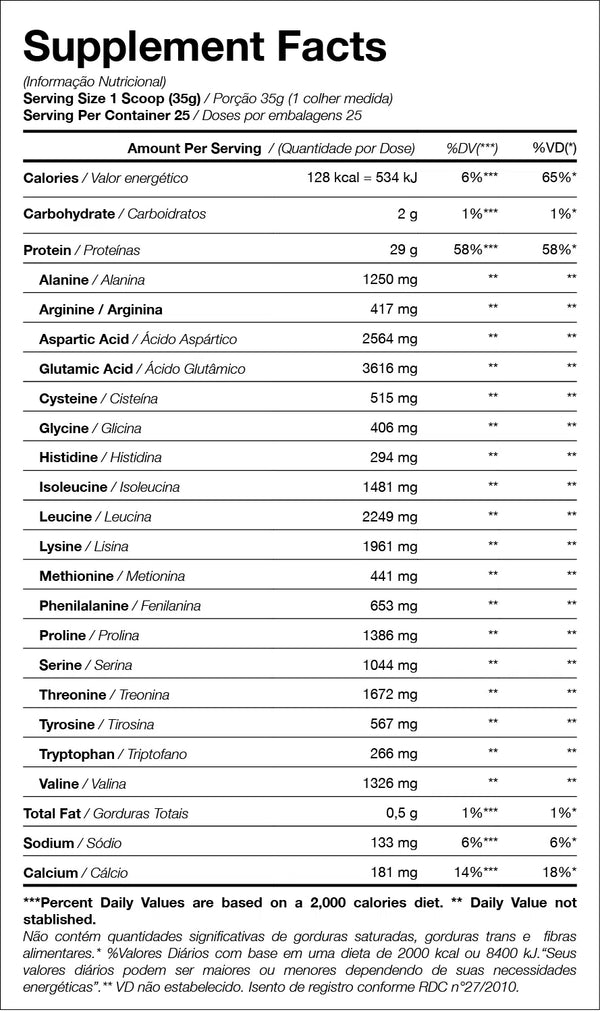 Supplement Facts
(Informação Nutricional)
Serving Size 1 Scoop (35g) / Porção 35g (1 colher medida)
Serving Per Container 25 / Doses por embalagens 25
Amount Per Serving / (Quantidade por Dose) %DV(***) %VD(*)
Calories / Valor energético 128 kcal = 534 kJ 6%*** 65%*
Carbohydrate / Carboidratos 2 g 1%*** 1%*
Protein / Proteínas 29 g 58%*** 58%*
Alanine / Alanina 1250 mg ** **
Arginine / Arginina 417 mg ** **
Aspartic Acid / Ácido Aspártico 2564 mg ** **
Glutamic Acid / Ácido Glutâmico 3616 mg ** **
Cysteine / Cisteína 515 mg ** **
Glycine / Glicina 406 mg ** **
Histidine / Histidina 294 mg ** **
Isoleucine / Isoleucina 1481 mg ** **
Leucine / Leucina 2249 mg ** **
Lysine / Lisina 1961 mg ** **
Methionine / Metionina 441 mg ** **
Phenilalanine / Fenilanina 653 mg ** **
Proline / Prolina 1386 mg ** **
Serine / Serina 1044 mg ** **
Threonine / Treonina 1672 mg ** **
Tyrosine / Tirosina 567 mg ** **
Tryptophan / Triptofano 266 mg ** **
Valine / Valina 1326 mg ** **
Total Fat / Gorduras Totais 0,5 g 1%*** 1%*
Sodium / Sódio 133 mg 6%*** 6%*
Calcium / Cálcio 181 mg 14%*** 18%*
***Percent Daily Values are based on a 2,000 calories diet. ** Daily Value not
stablished.
Não contém quantidades significativas de gorduras saturadas, gorduras trans e fibras
alimentares.* %Valores Diários com base em uma dieta de 2000 kcal ou 8400 kJ.“Seus
valores diários podem ser maiores ou menores dependendo de suas necessidades
energéticas”.** VD não estabelecido. Isento de registro conforme RDC n°27/2010.